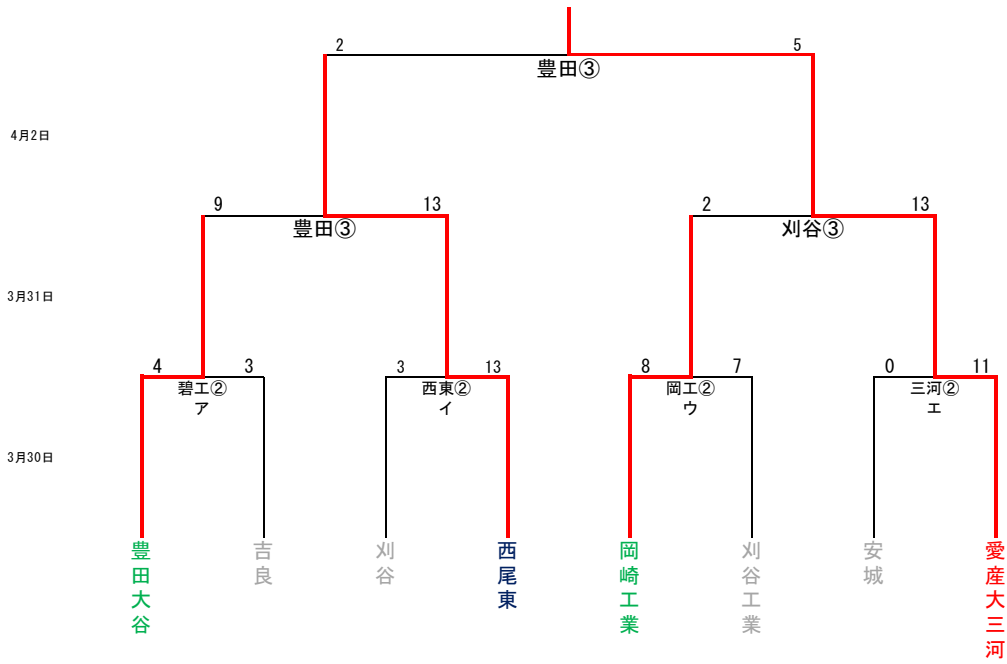 2
5
豊田③
4月2日
9
13
2
13
豊田③
刈谷③
3月31日
4
3
3
13
8
7
0
11
碧工②
ア
西東②
イ
岡工②
ウ
三河②
エ
3月30日
豊田大谷
吉良
刈谷
西尾東
岡崎工業
刈谷工業
安城
愛産大三河